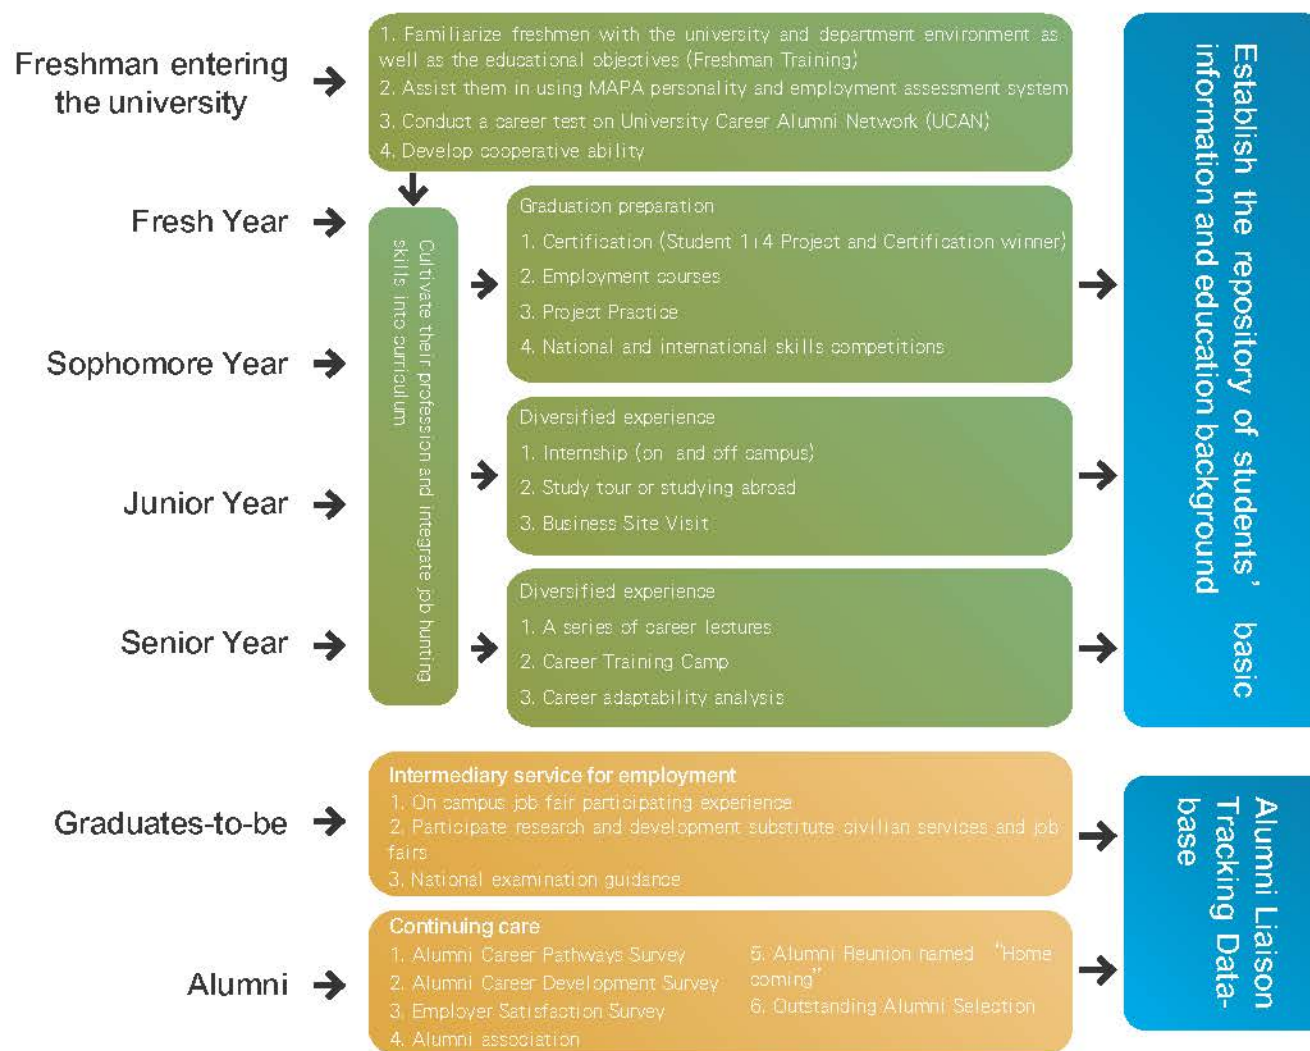 Freshman entering
the university
1. Familiarize freshmen with the university and department environment as
well as the educational objectives (Freshman Training)
2. Assist them in using MAPA personality and employment assessment system
3. Conduct a career test on University Career Alumni Network (UCAN)
4. Develop cooperative ability
Fresh Year
Sophomore Year
Junior Year
Senior Year
Cultivate their profession and integrate job hunting
skills into curriculum
Graduation preparation
1. Certification (Student 1+4 Project and Certification winner)
2. Employment courses
3. Project Practice
4. National and international skills competitions
Diversified experience
1. Internship (on and off campus)
2. Study tour or studying abroad
3. Business Site Visit
Diversified experience
1. A series of career lectures
2. Career Training Camp
3. Career adaptability analysis
Establish the repository of students' basic
information and education background
Graduates-to-be
Intermediary service for employment
1. On campus job fair participating experience
2. Participate research and development substitute civilian services and job
fairs
3. National examination guidance
Alumni
Continuing care
1. Alumni Career Pathways Survey
2. Alumni Career Development Survey
3. Employer Satisfaction Survey
4. Alumni association
5. Alumni Reunion named "Home
coming"
6. Outstanding Alumni Selection
Alumni Liaison
Tracking Data-
base